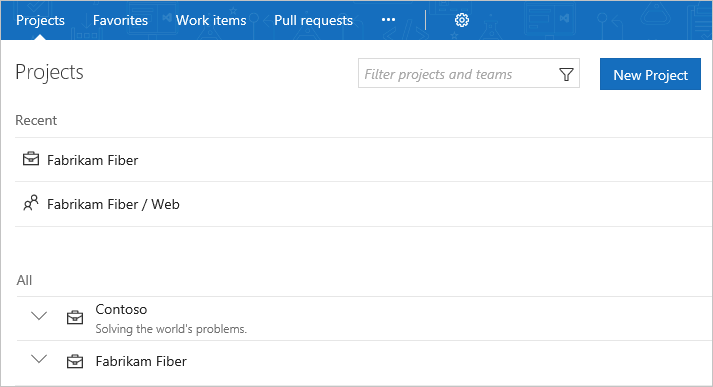 Projects Favorites Work items Pull requests ...
Projects
Filter projects and teams
New Project
Recent
Fabrikam Fiber
Fabrikam Fiber / Web
All
Contoso
Solving the world's problems.
Fabrikam Fiber